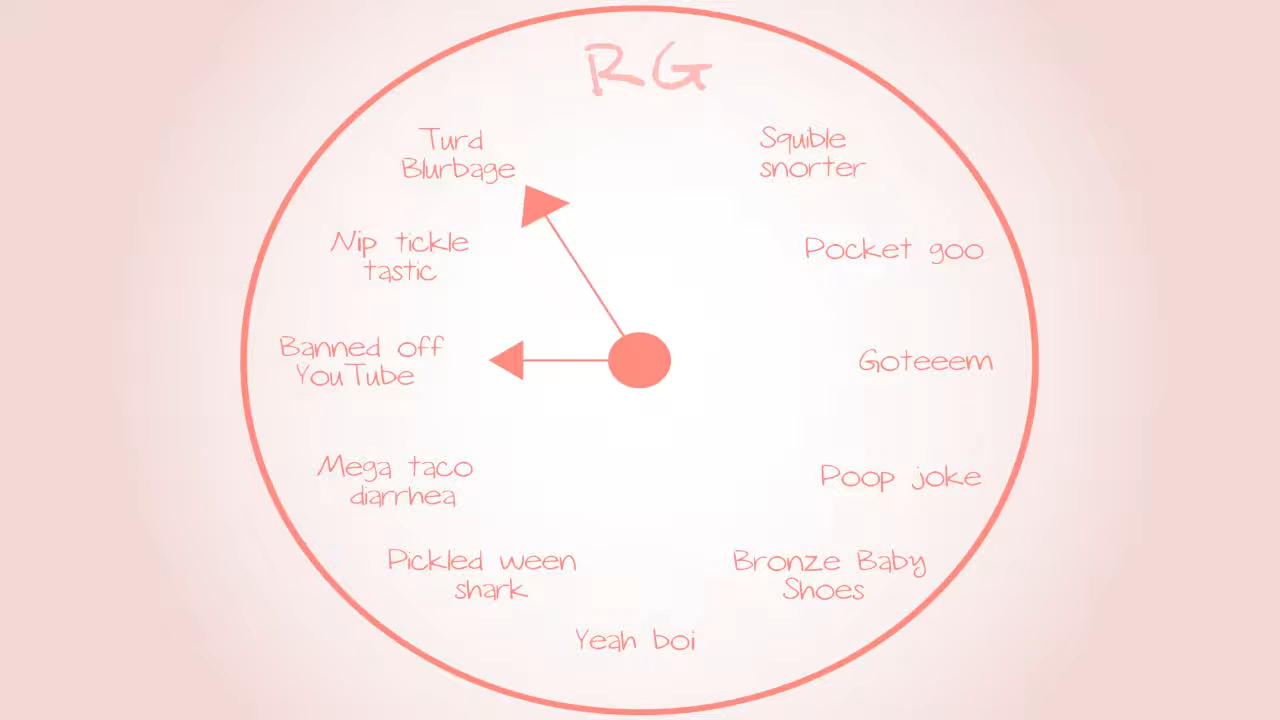 RG
Turd
Blurbage
Squible
snorter
Nip tickle
tastic
Pocket goo
Banned off
YouTube
Goteeem
Mega taco
diarrhea
Poop joke
Pickled ween
shark
Bronze Baby
Shoes
Yeah boi